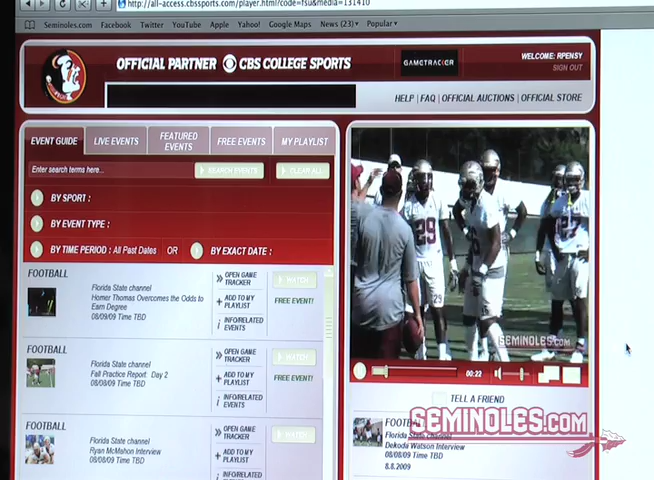 http://all-access.cbssports.com/player.html?code=fsu&media=131410
Seminoles.com Facebook Twitter YouTube Apple Yahoo! Google Maps News (23) Popular
OFFICIAL PARTNER CBS COLLEGE SPORTS
GAMETRACKER
WELCOME: RPENSY
SIGN OUT
HELP | FAQ | OFFICIAL AUCTIONS | OFFICIAL STORE
EVENT GUIDE
LIVE EVENTS
FEATURED
EVENTS
FREE EVENTS
MY PLAYLIST
Enter search terms here...
SEARCH EVENTS
CLEAR ALL
BY SPORT :
BY EVENT TYPE :
BY TIME PERIOD : All Past Dates OR BY EXACT DATE :
FOOTBALL
Florida State channel
Homer Thomas Overcomes the Odds to
Earn Degree
08/09/09 Time TBD
OPEN GAME
TRACKER
ADD TO MY
PLAYLIST
INFO/RELATED
EVENTS
WATCH
FREE EVENT!
FOOTBALL
Florida State channel
Fall Practice Report Day 2
08/08/09 Time TBD
OPEN GAME
TRACKER
ADD TO MY
PLAYLIST
INFO/RELATED
EVENTS
WATCH
FREE EVENT!
FOOTBALL
Florida State channel
Ryan McMahon Interview
08/08/09 Time TBD
OPEN GAME
TRACKER
ADD TO MY
PLAYLIST
INFO/RELATED
WATCH
29
29
SEMINOLES.COM
00:22
TELL A FRIEND
FOOTBALL
Florida State channel
Dekoda Watson Interview
08/08/09 Time TBD
8.8.2009
SEMINOLES.COM